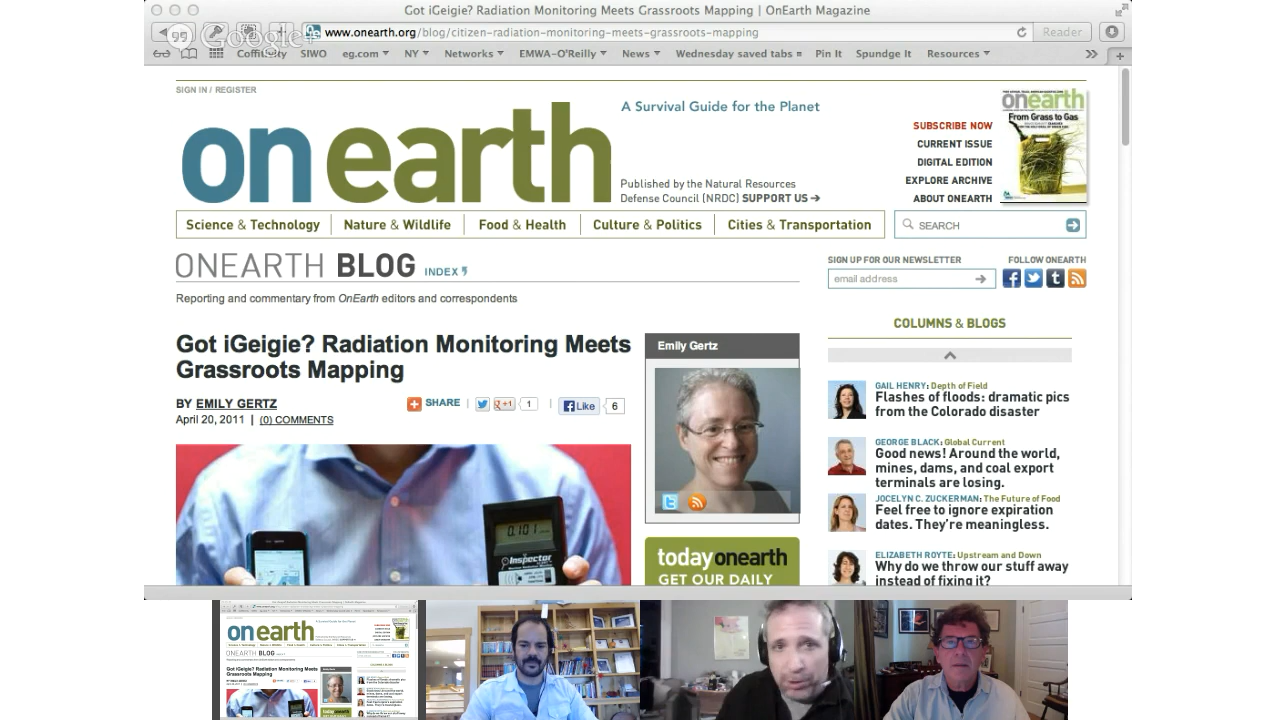 Got iGeigie? Radiation Monitoring Meets Grassroots Mapping | OnEarth Magazine
Google+
www.onearth.org/blog/citizen-radiation-monitoring-meets-grassroots-mapping
Reader
Coffitivity SIWO eg.com NY Networks EMWA-O'Reilly News Wednesday saved tabs Pin It Spundge It Resources
SIGN IN / REGISTER
onearth
A Survival Guide for the Planet
Published by the Natural Resources
Defense Council (NRDC) SUPPORT US
SUBSCRIBE NOW
CURRENT ISSUE
DIGITAL EDITION
EXPLORE ARCHIVE
ABOUT ONEARTH
onearth
From Grass to Gas
Science & Technology Nature & Wildlife Food & Health Culture & Politics Cities & Transportation
SEARCH
ONEARTH BLOG INDEX
Reporting and commentary from OnEarth editors and correspondents
SIGN UP FOR OUR NEWSLETTER
email address
FOLLOW ONEARTH
Got iGeigie? Radiation Monitoring Meets
Grassroots Mapping
BY EMILY GERTZ
SHARE +1 1 Like 6
April 20, 2011 | (0) COMMENTS
0.101
Inspector
Emily Gertz
today onearth
GET OUR DAILY
COLUMNS & BLOGS
GAIL HENRY: Depth of Field
Flashes of floods: dramatic pics
from the Colorado disaster
GEORGE BLACK: Global Current
Good news! Around the world,
mines, dams, and coal export
terminals are losing.
JOCELYN C. ZUCKERMAN: The Future of Food
Feel free to ignore expiration
dates. They're meaningless.
ELIZABETH ROYTE: Upstream and Down
Why do we throw our stuff away
instead of fixing it?
onearth
ONEARTH BLOG
Got iGeigie? Radiation Monitoring Meets
Grassroots Mapping
today onearth
GET OUR DAILY